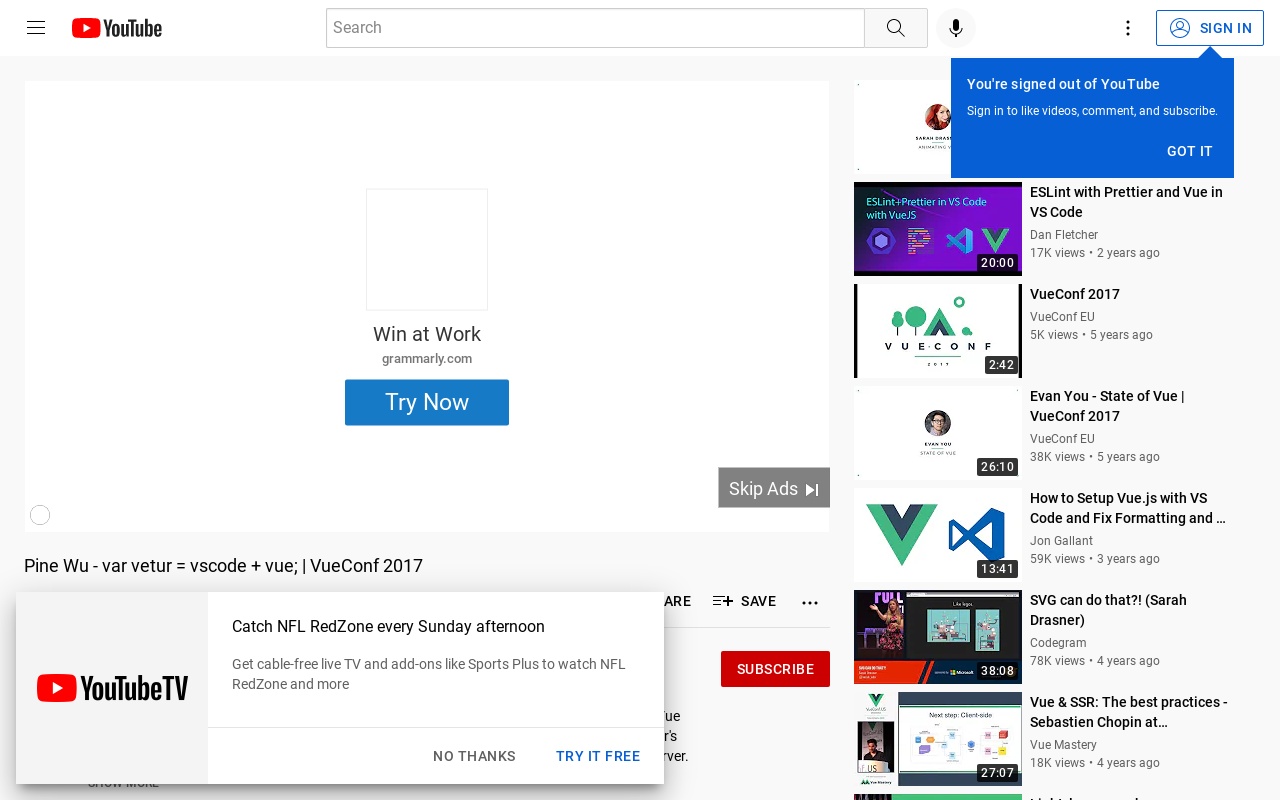 YouTube
Search
SIGN IN
You're signed out of YouTube
Sign in to like videos, comment, and subscribe.
GOT IT
Win at Work
grammarly.com
Try Now
Skip Ads
Pine Wu - var vetur = vscode + vue; | VueConf 2017
ARE
SAVE
SUBSCRIBE
YouTubeTV
Catch NFL RedZone every Sunday afternoon
Get cable-free live TV and add-ons like Sports Plus to watch NFL
RedZone and more
NO THANKS
TRY IT FREE
SHOW MORE
ESLint+Prettier in VS Code
with VueJS
20:00
ESLint with Prettier and Vue in
VS Code
Dan Fletcher
17K views • 2 years ago
VUE CONF
2017
2:42
VueConf 2017
VueConf EU
5K views • 5 years ago
EVAN YOU
STATE OF VUE
26:10
Evan You - State of Vue |
VueConf 2017
VueConf EU
38K views • 5 years ago
13:41
How to Setup Vue.js with VS
Code and Fix Formatting and ...
Jon Gallant
59K views • 3 years ago
Like legos.
38:08
SVG can do that?! (Sarah
Drasner)
Codegram
78K views • 4 years ago
Next step: Client-side
27:07
Vue & SSR: The best practices -
Sebastien Chopin at...
Vue Mastery
18K views • 4 years ago